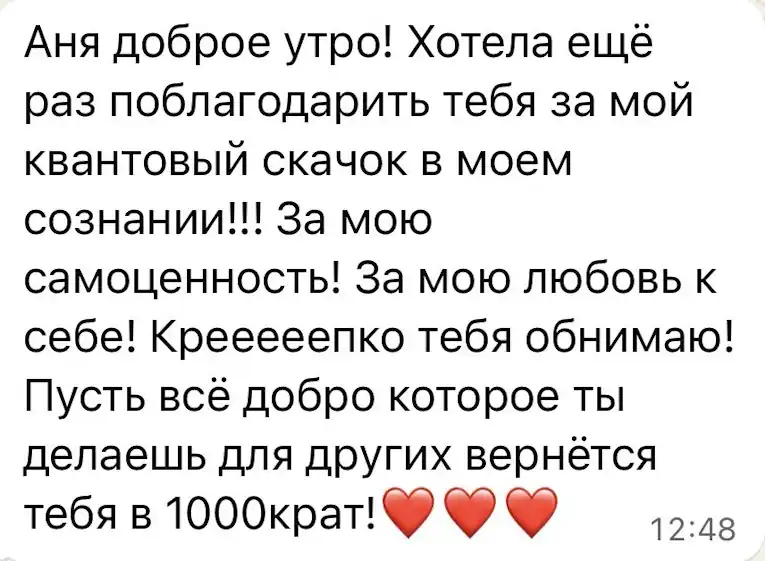 Аня доброе утро! Хотела ещё
раз поблагодарить тебя за мой
квантовый скачок в моем
сознании!!! За мою
самоценность! За мою любовь к
себе! Креееееепко тебя обнимаю!
Пусть всё добро которое ты
делаешь для других вернётся
тебя в 1000крат!❤️❤️❤️
12:48